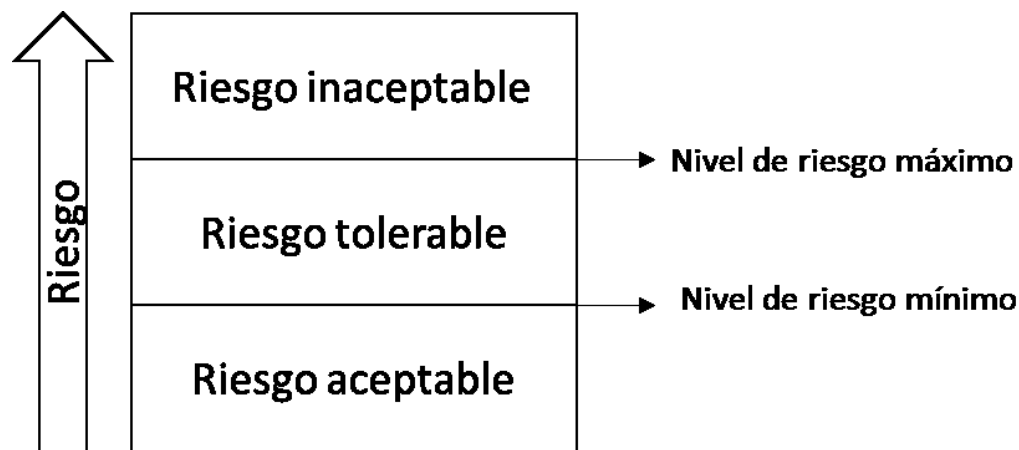 Riesgo
Riesgo inaceptable
Nivel de riesgo máximo
Riesgo tolerable
Nivel de riesgo mínimo
Riesgo aceptable